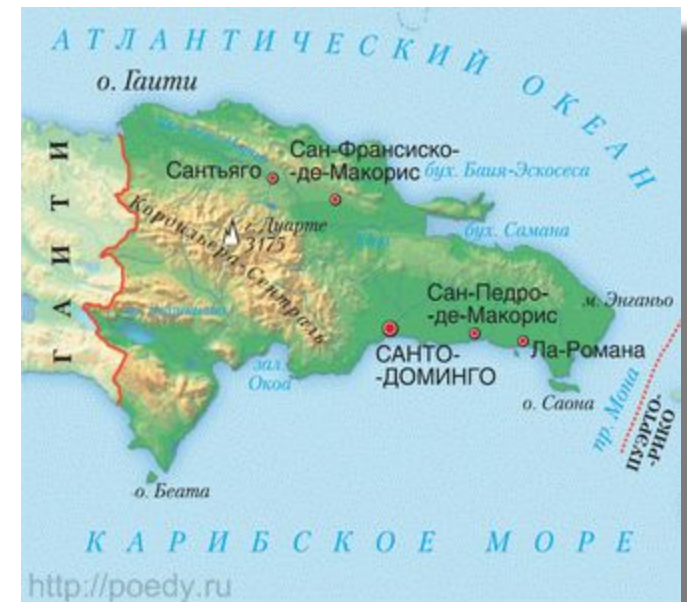 АТЛАНТИЧЕСКИЙ ОКЕАН
о. Гаити
Сан-Франсиско-
-де-Макорис
бух. Баия-Эскосеса
Сантьяго
ГАИТИ
Кордильера-Сентраль
г. Дуарте
3175
бух. Самана
м. Энганьо
Сан-Педро-
-де-Макорис
САНТО-
-ДОМИНГО
Ла-Романа
зал.
Окоа
о. Саона
пр. Мона
ПУЭРТО-
-РИКО
о. Беата
КАРИБСКОЕ МОРЕ
http://poedy.ru